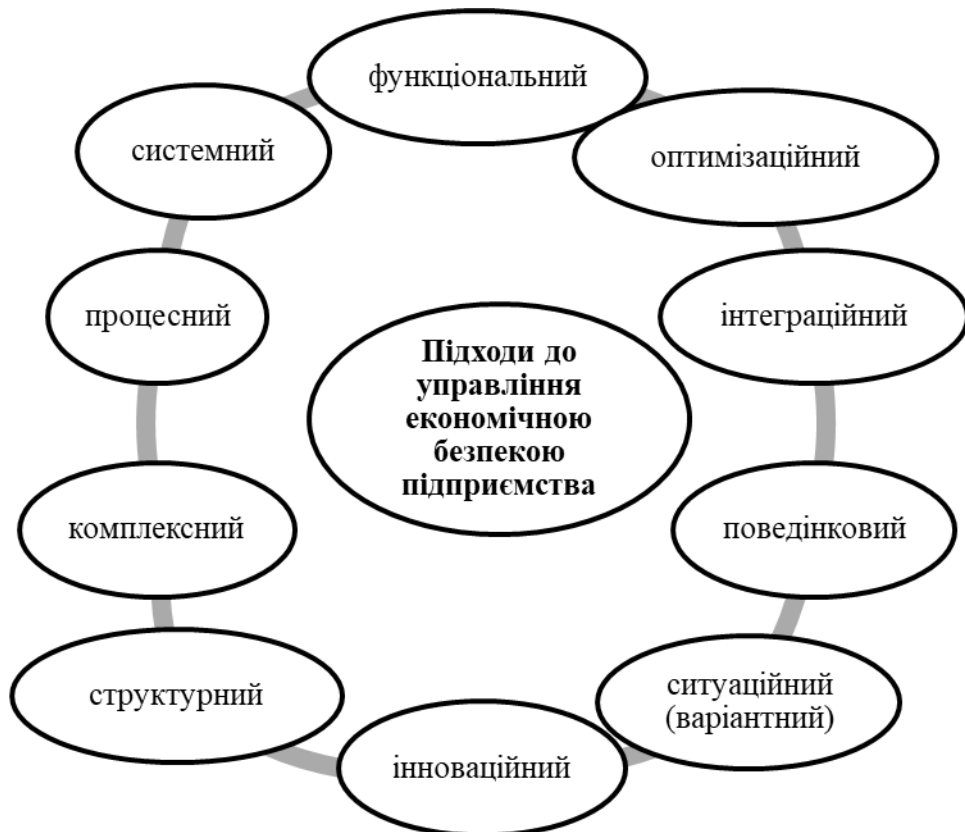 функціональний
системний
оптимізаційний
процесний
інтеграційний
Підходи до
управління
економічною
безпекою
підприємства
комплексний
поведінковий
структурний
ситуаційний
(варіантний)
інноваційний